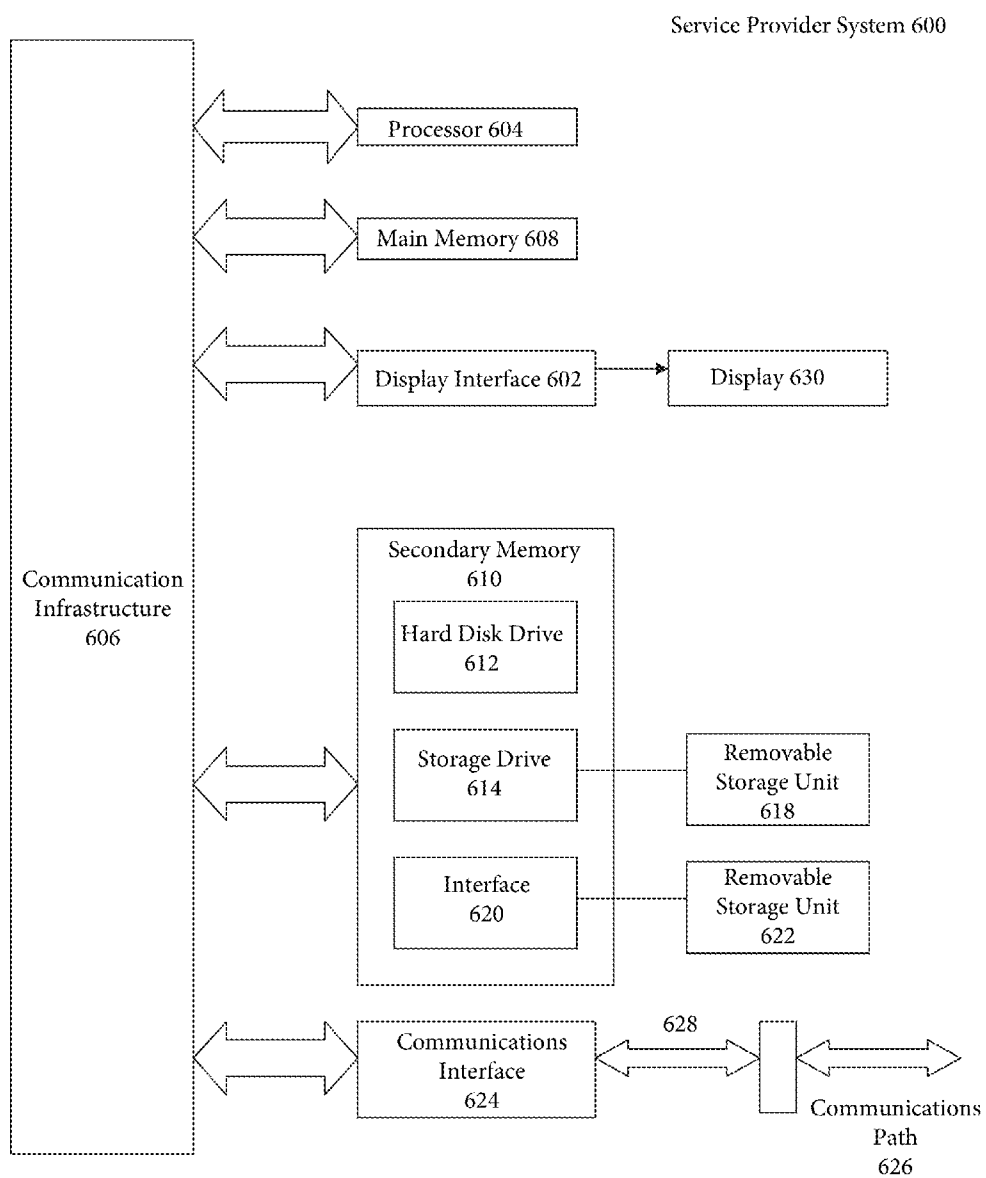 Service Provider System 600
Processor 604
Main Memory 608
Display Interface 602
Display 630
Communication
Infrastructure
606
Secondary Memory
610
Hard Disk Drive
612
Storage Drive
614
Removable
Storage Unit
618
Interface
620
Removable
Storage Unit
622
Communications
Interface
624
628
Communications
Path
626